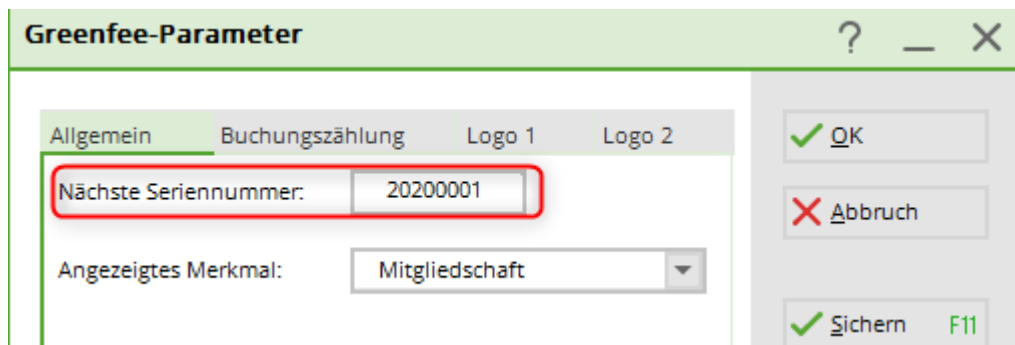 Greenfee-Parameter
Allgemein Buchungszählung Logo 1 Logo 2
Nächste Seriennummer: 20200001
Angezeigtes Merkmal: Mitgliedschaft
OK
Abbruch
Sichern F11